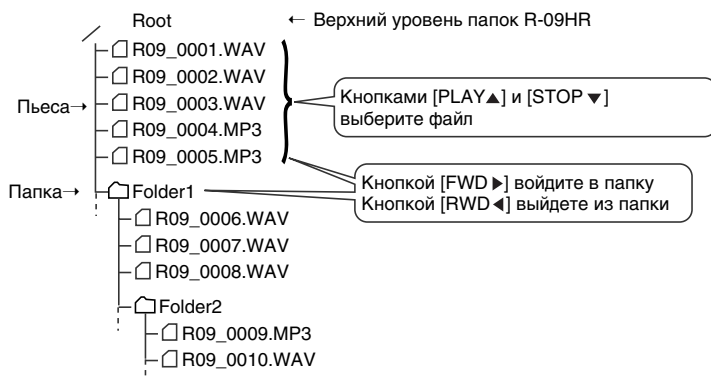 Root ← Верхний уровень папок R-09HR
R09_0001.WAV
R09_0002.WAV
Пьеса→ R09_0003.WAV
R09_0004.MP3
R09_0005.MP3
Кнопками [PLAY▲] и [STOP ▼]
выберите файл
Папка→ Folder1
Кнопкой [FWD ▶] войдите в папку
Кнопкой [RWD ◀] выйдете из папки
R09_0006.WAV
R09_0007.WAV
R09_0008.WAV
Folder2
R09_0009.MP3
R09_0010.WAV